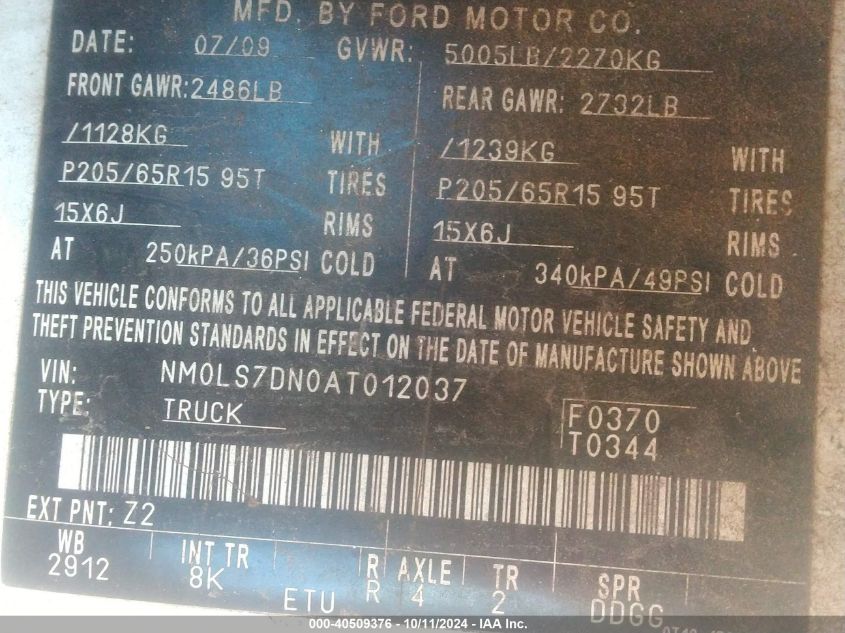 MFD. BY FORD MOTOR CO.
DATE: 07/09 GVWR: 5005LB/2270KG
FRONT GAWR: 2486LB REAR GAWR: 2732LB
/1128KG WITH /1239KG WITH
P205/65R15 95T TIRES P205/65R15 95T TIRES
15X6J RIMS 15X6J RIMS
AT 250kPA/36PSI COLD AT 340kPA/49PSI COLD
THIS VEHICLE CONFORMS TO ALL APPLICABLE FEDERAL MOTOR VEHICLE SAFETY AND
THEFT PREVENTION STANDARDS IN EFFECT ON THE DATE OF MANUFACTURE SHOWN ABOVE
VIN: NM0LS7DN0AT012037
TYPE: TRUCK F0370
T0344
EXT PNT: Z2
WB INT TR R AXLE TR SPR
2912 8K ETU R 4 2 DDGG
000-40509376 - 10/11/2024 - IAA Inc.